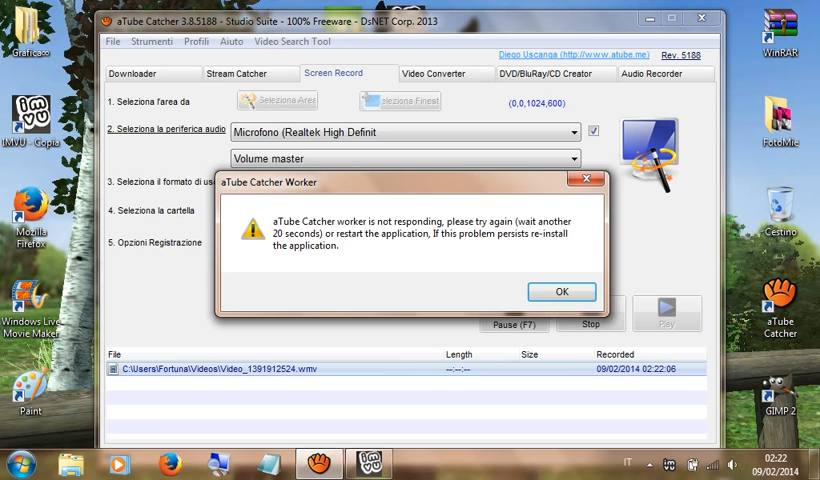 aTube Catcher 3.8.5188 - Studio Suite - 100% Freeware - DsNET Corp. 2013
File Strumenti Profili Aiuto Video Search Tool
Diego Uscanga (http://www.atube.me) Rev. 5188
Downloader Stream Catcher Screen Record Video Converter DVD/BluRay/CD Creator Audio Recorder
1. Seleziona l'area da Seleziona Area eleziona Finest (0,0,1024,600)
2. Seleziona la periferica audio Microfono (Realtek High Definit
Volume master
3. Seleziona il formato di us
4. Seleziona la cartella
5. Opzioni Registrazione
aTube Catcher Worker
aTube Catcher worker is not responding, please try again (wait another
20 seconds) or restart the application, If this problem persists re-install
the application.
OK
Pause (F7) Stop Play
File Length Size Recorded
C:\Users\Fortuna\Videos\Video_1391912524.wmv --:--:-- 09/02/2014 02:22:06
Grafica∞
imvu
IMVU - Copia
Mozilla
Firefox
Windows Live
Movie Maker
Paint
WinRAR
FotoMie
Cestino
aTube
Catcher
GIMP 2
imvu
IT
imvu
02:22
09/02/2014